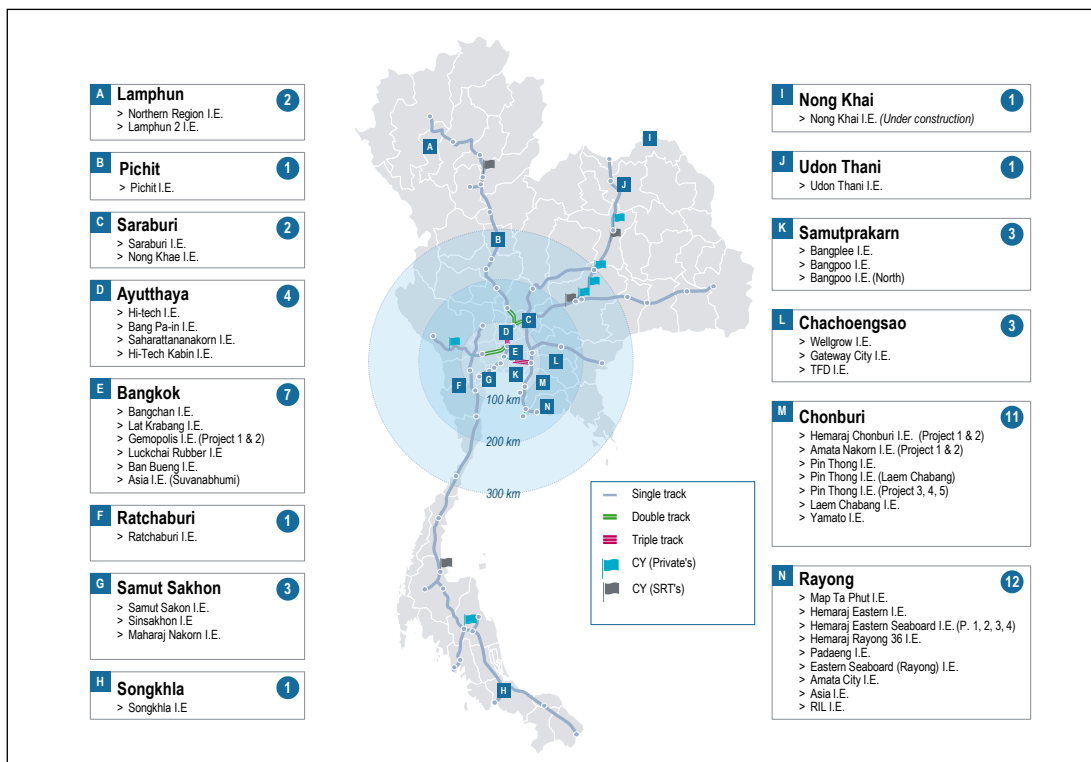 A
Lamphun
2
> Northern Region I.E.
> Lamphun 2 I.E.
B
Pichit
1
> Pichit I.E.
C
Saraburi
2
> Saraburi I.E.
> Nong Khae I.E.
D
Ayutthaya
4
> Hi-tech I.E.
> Bang Pa-in I.E.
> Saharattananakorn I.E.
> Hi-Tech Kabin I.E.
E
Bangkok
7
> Bangchan I.E.
> Lat Krabang I.E.
> Gemopolis I.E. (Project 1 & 2)
> Luckchai Rubber I.E
> Ban Bueng I.E.
> Asia I.E. (Suvanabhumi)
F
Ratchaburi
1
> Ratchaburi I.E.
G
Samut Sakhon
3
> Samut Sakon I.E.
> Sinsakhon I.E
> Maharaj Nakorn I.E.
H
Songkhla
1
> Songkhla I.E
A
I
J
B
C
D
E
L
F
G
K
M
N
100 km
200 km
300 km
H
Single track
Double track
Triple track
CY (Private's)
CY (SRT's)
I
Nong Khai
1
> Nong Khai I.E. (Under construction)
J
Udon Thani
1
> Udon Thani I.E.
K
Samutprakarn
3
> Bangplee I.E.
> Bangpoo I.E.
> Bangpoo I.E. (North)
L
Chachoengsao
3
> Wellgrow I.E.
> Gateway City I.E.
> TFD I.E.
M
Chonburi
11
> Hemaraj Chonburi I.E. (Project 1 & 2)
> Amata Nakorn I.E. (Project 1 & 2)
> Pin Thong I.E.
> Pin Thong I.E. (Laem Chabang)
> Pin Thong I.E. (Project 3, 4, 5)
> Laem Chabang I.E.
> Yamato I.E.
N
Rayong
12
> Map Ta Phut I.E.
> Hemaraj Eastern I.E.
> Hemaraj Eastern Seaboard I.E. (P. 1, 2, 3, 4)
> Hemaraj Rayong 36 I.E.
> Padaeng I.E.
> Eastern Seaboard (Rayong) I.E.
> Amata City I.E.
> Asia I.E.
> RIL I.E.